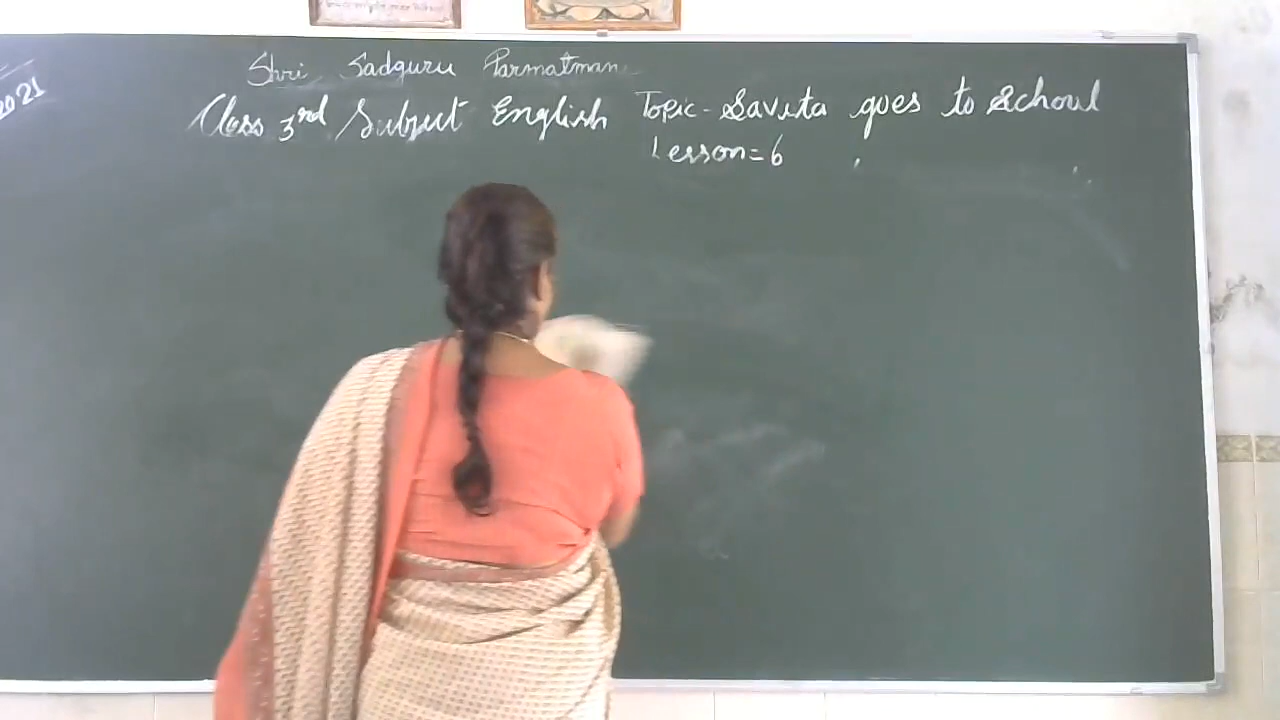 Shri Sadguru Parmatman
2021
Class 3rd Subject English Topic - Savita goes to School
Lesson = 6